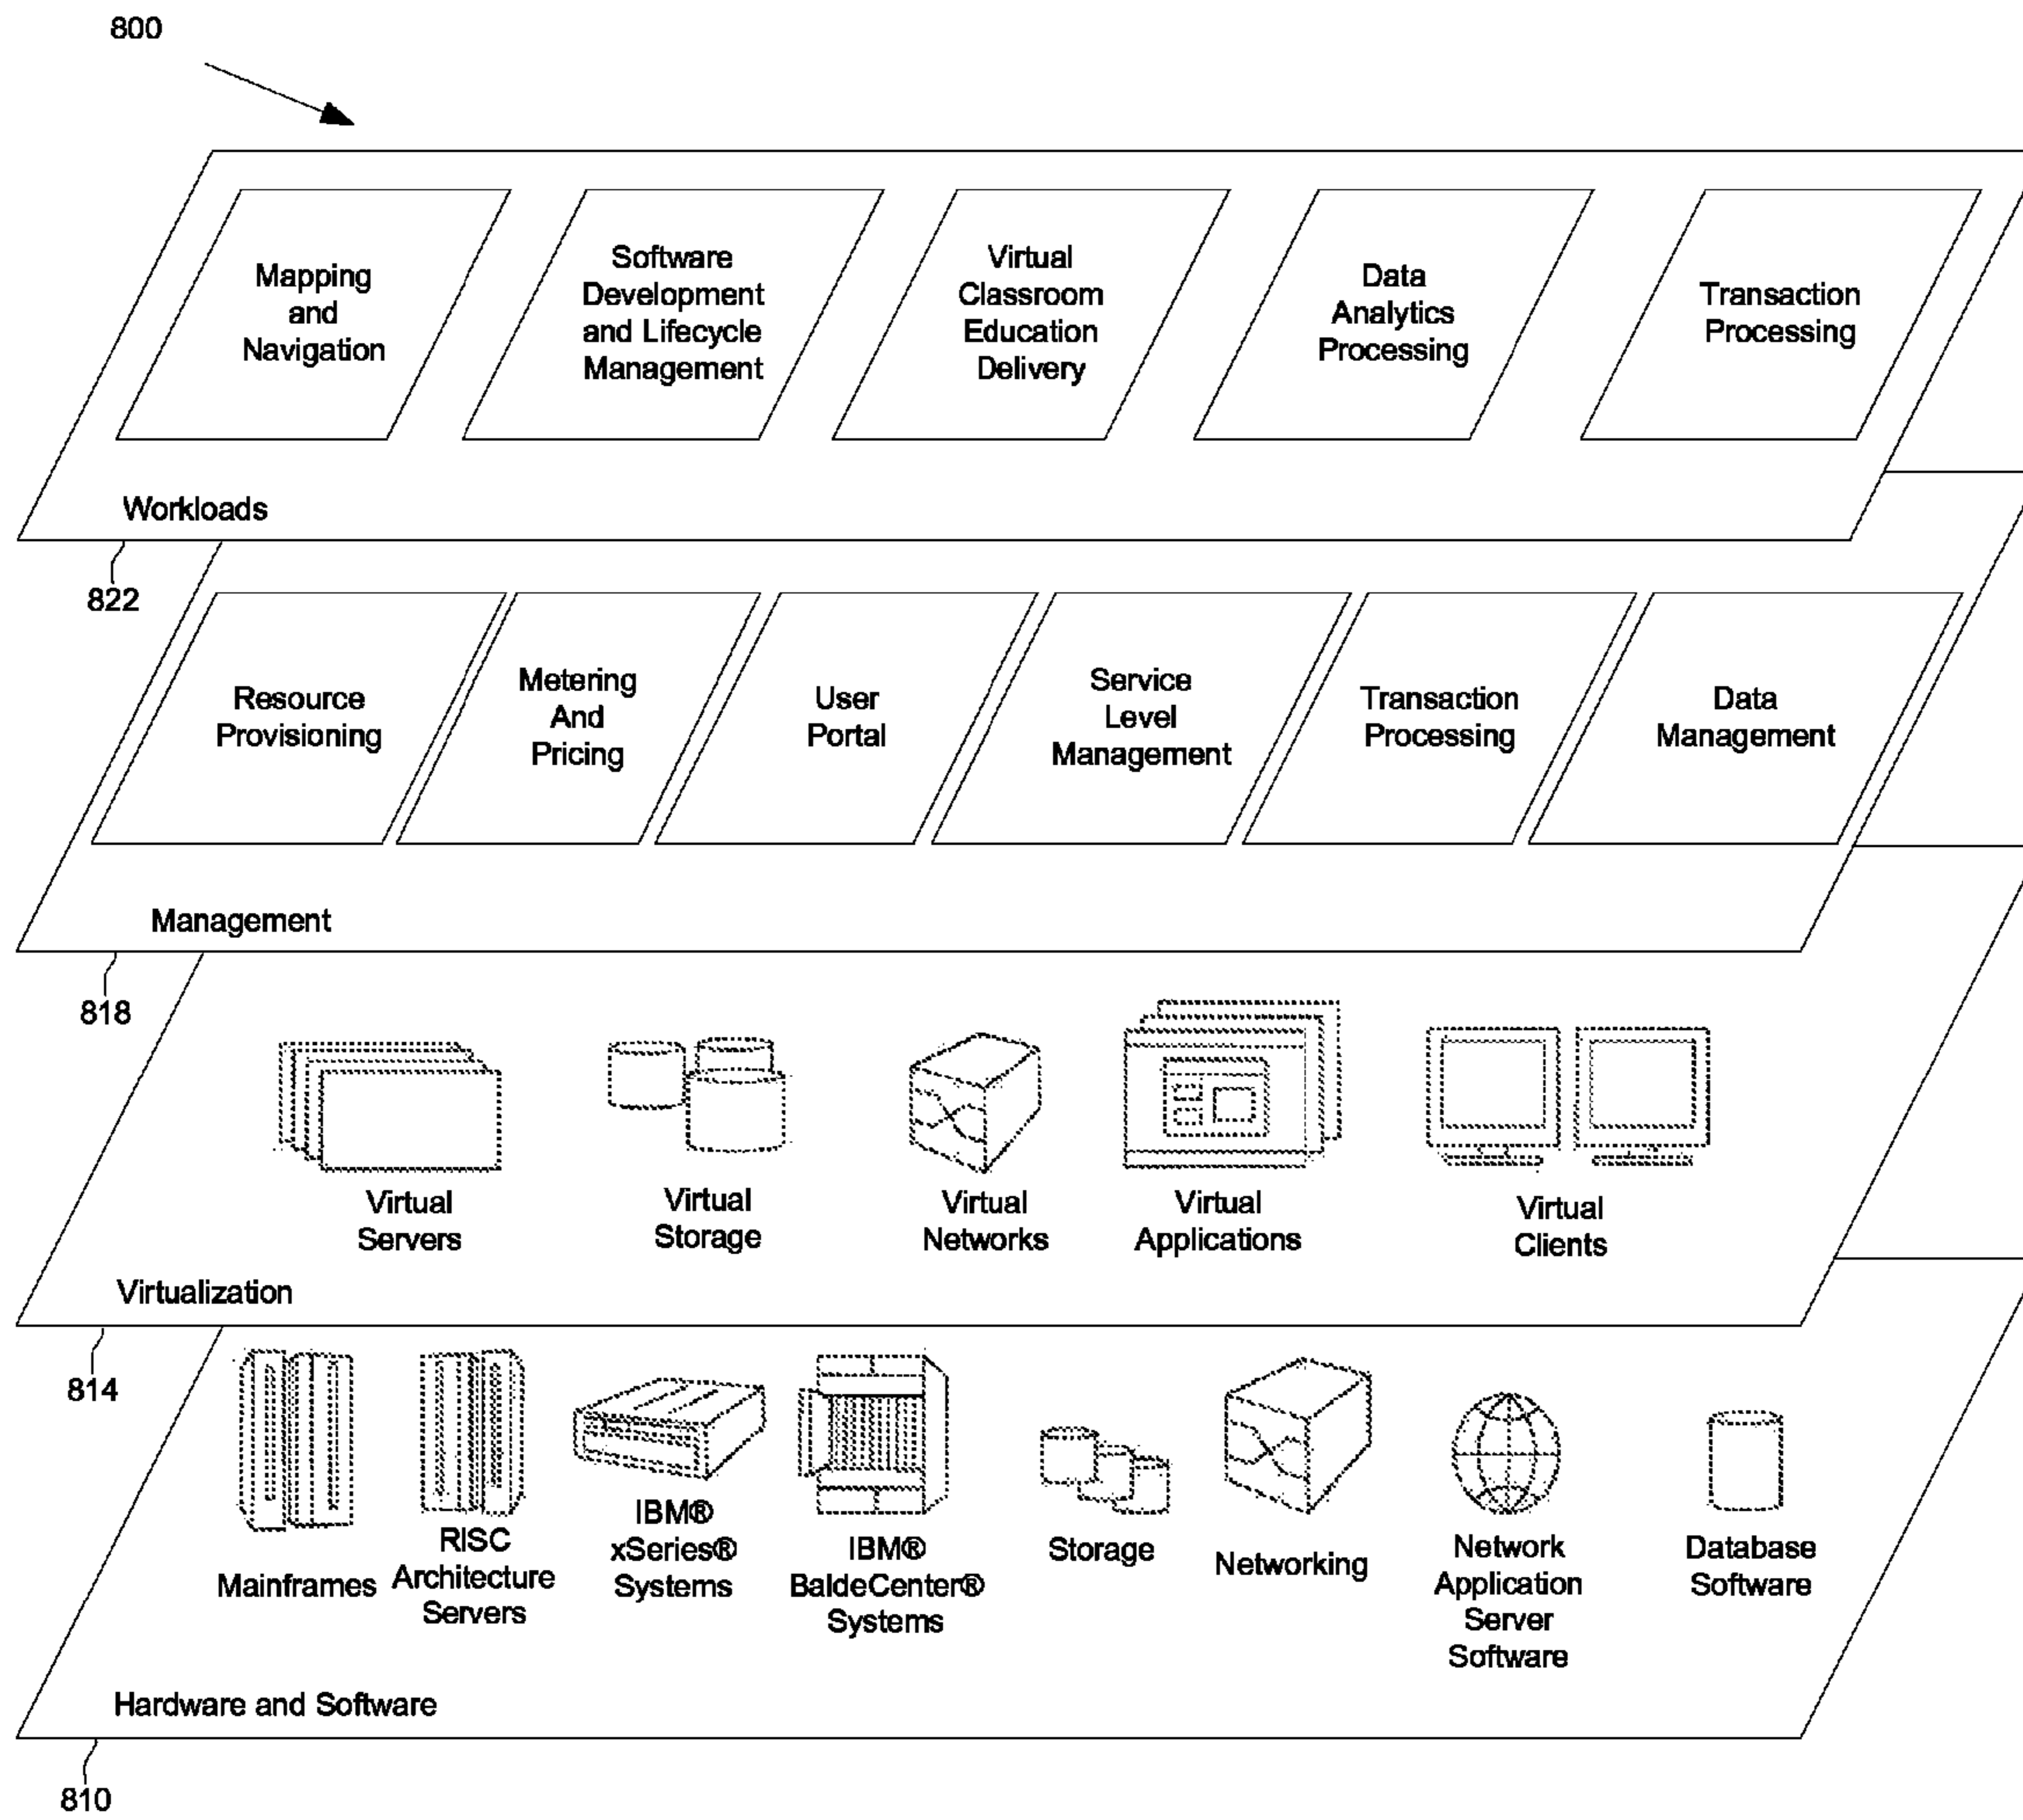 800
Mapping
and
Navigation
Software
Development
and Lifecycle
Management
Virtual
Classroom
Education
Delivery
Data
Analytics
Processing
Transaction
Processing
Workloads
822
Resource
Provisioning
Metering
And
Pricing
User
Portal
Service
Level
Management
Transaction
Processing
Data
Management
Management
818
Virtual
Servers
Virtual
Storage
Virtual
Networks
Virtual
Applications
Virtual
Clients
Virtualization
814
Mainframes
RISC
Architecture
Servers
IBM®
xSeries®
Systems
IBM®
BaldeCenter®
Systems
Storage
Networking
Network
Application
Server
Software
Database
Software
Hardware and Software
810